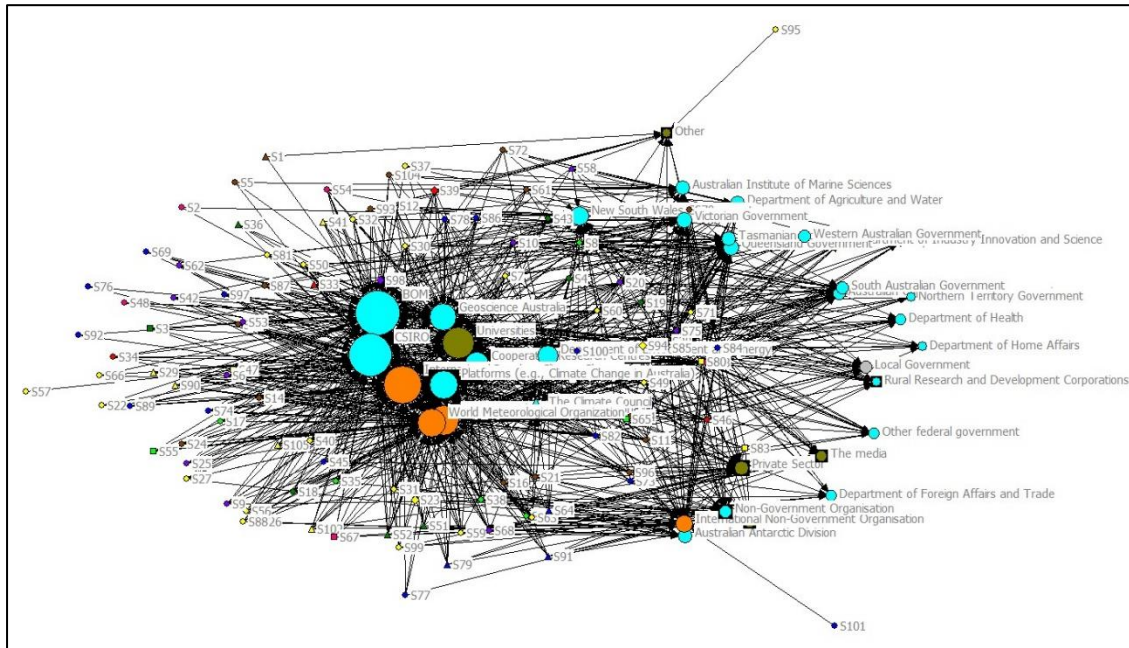 S95
Other
S1
S72
S37
S58
S104
Australian Institute of Marine Sciences
S5
S54
S39
S61
Department of Agriculture and Water
S2
S93
S12
S32
S78
S86
S43
New South Wales
Victorian Government
S36
S41
Tasmanian
Western Australian Government
S30
S10
S8
Queensland Government
Industry Innovation and Science
S69
S81
S50
S62
S98
S7
S4
S20
S76
S87
S33
South Australian Government
S42
S97
BOM
Northern Territory Government
S48
S19
Geoscience Australia
S60
S71
Department of Health
S3
S53
Universities
S75
S92
CSIRO
S100
S94
S85
S84
Department of Home Affairs
S34
S80
Local Government
S66
S29
S47
S6
Platforms (e.g., Climate Change in Australia)
S49
Rural Research and Development Corporations
S90
S57
S14
The Climate Council
S22
S89
S74
World Meteorological Organization
S17
S65
S46
Other federal government
S24
S40
S82
S11
S55
S105
S83
The media
S25
S45
Private Sector
S27
S35
S21
S96
S73
S18
S31
S16
Department of Foreign Affairs and Trade
S23
S38
S56
S64
Non-Government Organisation
S8826
S63
International Non-Government Organisation
S102
S51
S67
S52
S59
S68
Australian Antarctic Division
S99
S91
S79
S77
S101